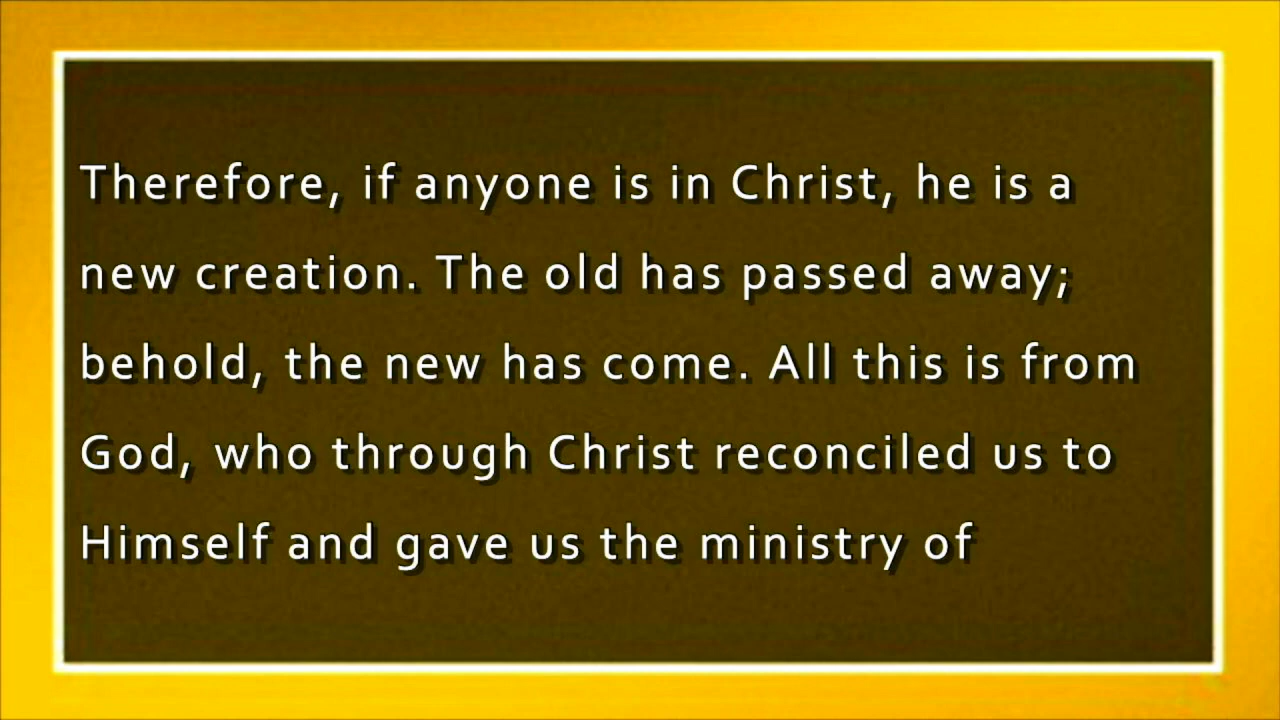 Therefore, if anyone is in Christ, he is a
new creation. The old has passed away;
behold, the new has come. All this is from
God, who through Christ reconciled us to
Himself and gave us the ministry of